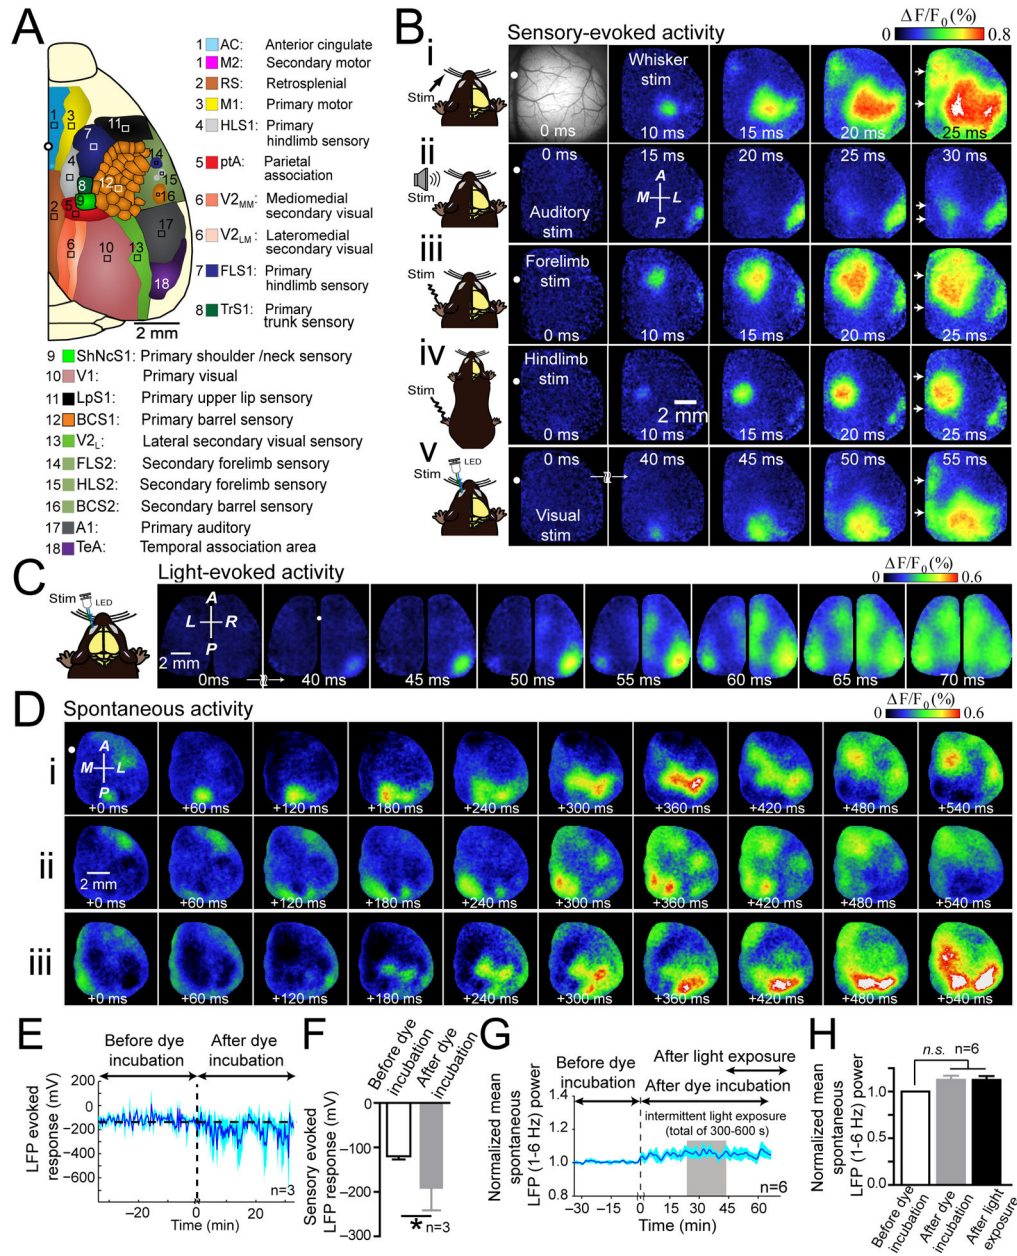 A
1 AC: Anterior cingulate
1 M2: Secondary motor
2 RS: Retrosplenial
3 M1: Primary motor
4 HLS1: Primary
hindlimb sensory
5 ptA: Parietal
association
6 V2MM: Mediomedial
secondary visual
6 V2LM: Lateromedial
secondary visual
7 FLS1: Primary
hindlimb sensory
8 TrS1: Primary
trunk sensory
9 ShNcS1: Primary shoulder /neck sensory
10 V1: Primary visual
11 LpS1: Primary upper lip sensory
12 BCS1: Primary barrel sensory
13 V2L: Lateral secondary visual sensory
14 FLS2: Secondary forelimb sensory
15 HLS2: Secondary forelimb sensory
16 BCS2: Secondary barrel sensory
17 A1: Primary auditory
18 TeA: Temporal association area
1 3 7 11 4 12 14 15 8 16 9 5 2 17 6 10 13 18
2 mm
B
Sensory-evoked activity
ΔF/F0 (%)
0 0.8
i
Stim
Whisker
stim
0 ms 10 ms 15 ms 20 ms 25 ms
ii
Stim
0 ms 15 ms 20 ms 25 ms 30 ms
A
M L
P
Auditory
stim
iii
Stim
Forelimb
stim
0 ms 10 ms 15 ms 20 ms 25 ms
iv
Stim
Hindlimb
stim
2 mm
0 ms 10 ms 15 ms 20 ms 25 ms
v
Stim
LED
0 ms 40 ms 45 ms 50 ms 55 ms
Visual
stim
C
Light-evoked activity
ΔF/F0 (%)
0 0.6
Stim
LED
A
L R
P
2 mm
0ms 40 ms 45 ms 50 ms 55 ms 60 ms 65 ms 70 ms
D
Spontaneous activity
ΔF/F0 (%)
0 0.6
i
A
M L
P
+0 ms +60 ms +120 ms +180 ms +240 ms +300 ms +360 ms +420 ms +480 ms +540 ms
ii
2 mm
+0 ms +60 ms +120 ms +180 ms +240 ms +300 ms +360 ms +420 ms +480 ms +540 ms
iii
+0 ms +60 ms +120 ms +180 ms +240 ms +300 ms +360 ms +420 ms +480 ms +540 ms
E
Before dye
incubation
After dye
incubation
LFP evoked
response (mV)
200
0
−200
−400
−600
n=3
−20 0 20
Time (min)
F
Before dye
incubation
After dye
incubation
Sensory evoked
LFP response (mV)
0
−100
−200
−300
* n=3
G
After light exposure
Before dye
incubation
After dye incubation
Normalized mean
spontaneous
LFP (1-6 Hz) power
1.4
1.2
1.0
0.8
intermittent light exposure
(total of 300-600 s)
n=6
−30 −15 0 15 30 45 60
Time (min)
H
n.s. n=6
Normalized mean
spontaneous
LFP (1-6 Hz) power
1.0
0.5
0.0
Before dye
incubation
After dye
incubation
After light
exposure